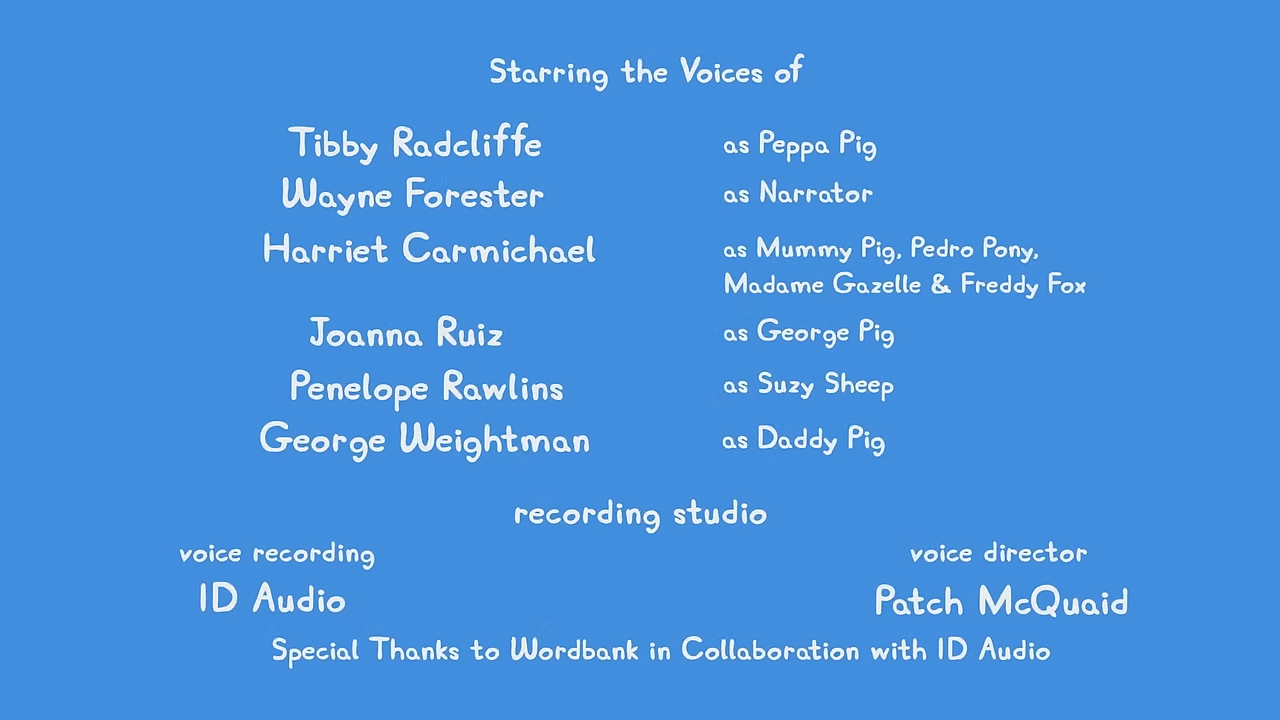 Starring the Voices of
Tibby Radcliffe as Peppa Pig
Wayne Forester as Narrator
Harriet Carmichael as Mummy Pig, Pedro Pony,
Madame Gazelle & Freddy Fox
Joanna Ruiz as George Pig
Penelope Rawlins as Suzy Sheep
George Weightman as Daddy Pig
recording studio
voice recording voice director
ID Audio Patch McQuaid
Special Thanks to Wordbank in Collaboration with ID Audio